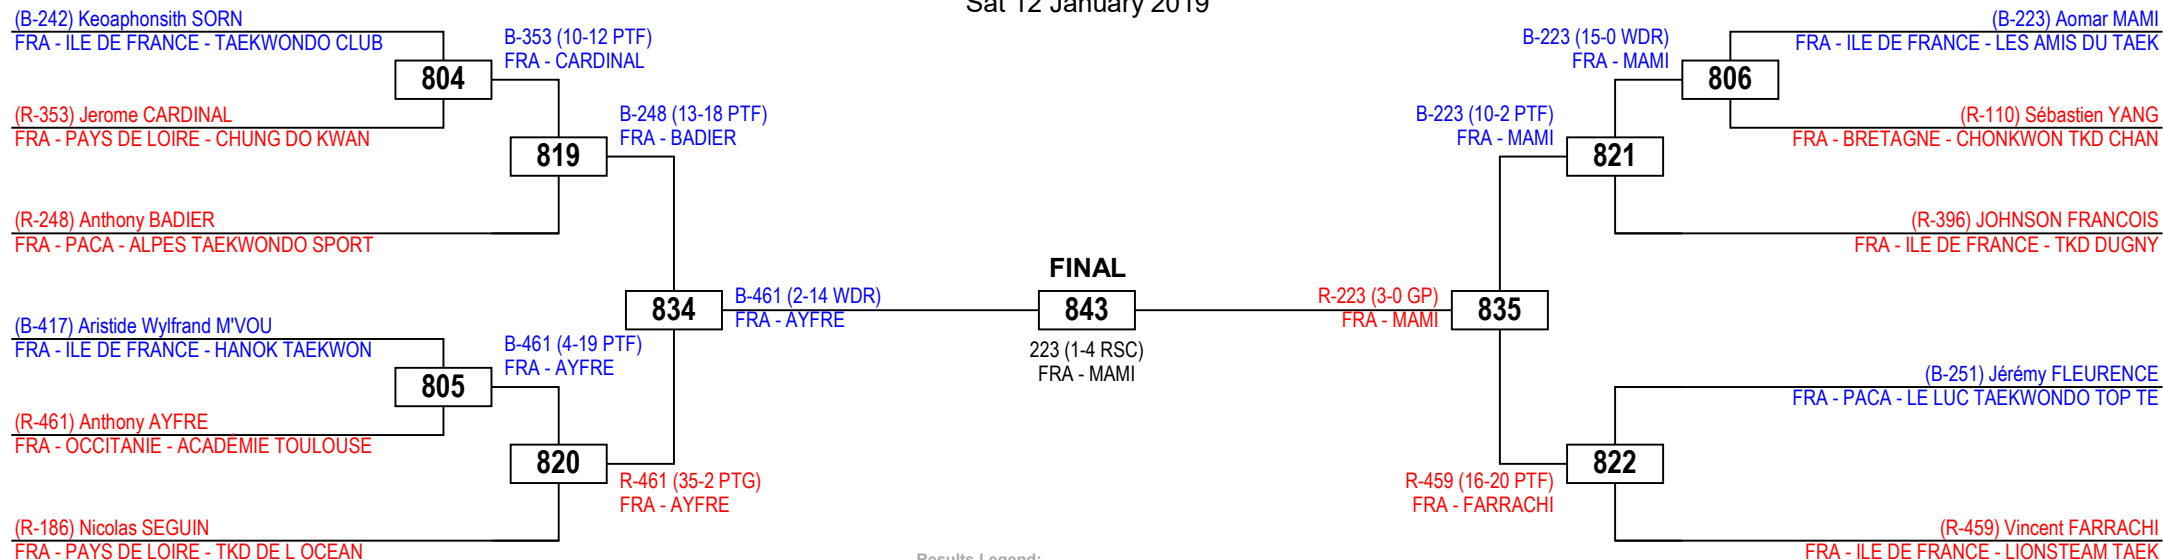 Sat 12 January 2019
(B-242) Keoaphonsith SORN
FRA - ILE DE FRANCE - TAEKWONDO CLUB
B-353 (10-12 PTF)
FRA - CARDINAL
804
(R-353) Jerome CARDINAL
FRA - PAYS DE LOIRE - CHUNG DO KWAN
B-248 (13-18 PTF)
FRA - BADIER
819
(R-248) Anthony BADIER
FRA - PACA - ALPES TAEKWONDO SPORT
834
B-461 (2-14 WDR)
FRA - AYFRE
(B-417) Aristide Wylfrand M'VOU
FRA - ILE DE FRANCE - HANOK TAEKWON
B-461 (4-19 PTF)
FRA - AYFRE
805
(R-461) Anthony AYFRE
FRA - OCCITANIE - ACADÉMIE TOULOUSE
820
R-461 (35-2 PTG)
FRA - AYFRE
(R-186) Nicolas SEGUIN
FRA - PAYS DE LOIRE - TKD DE L OCEAN
FINAL
843
223 (1-4 RSC)
FRA - MAMI
(B-223) Aomar MAMI
FRA - ILE DE FRANCE - LES AMIS DU TAEK
B-223 (15-0 WDR)
FRA - MAMI
806
(R-110) Sébastien YANG
FRA - BRETAGNE - CHONKWON TKD CHAN
B-223 (10-2 PTF)
FRA - MAMI
821
(R-396) JOHNSON FRANCOIS
FRA - ILE DE FRANCE - TKD DUGNY
R-223 (3-0 GP)
FRA - MAMI
835
(B-251) Jérémy FLEURENCE
FRA - PACA - LE LUC TAEKWONDO TOP TE
822
R-459 (16-20 PTF)
FRA - FARRACHI
(R-459) Vincent FARRACHI
FRA - ILE DE FRANCE - LIONSTEAM TAEK
Results Legend: